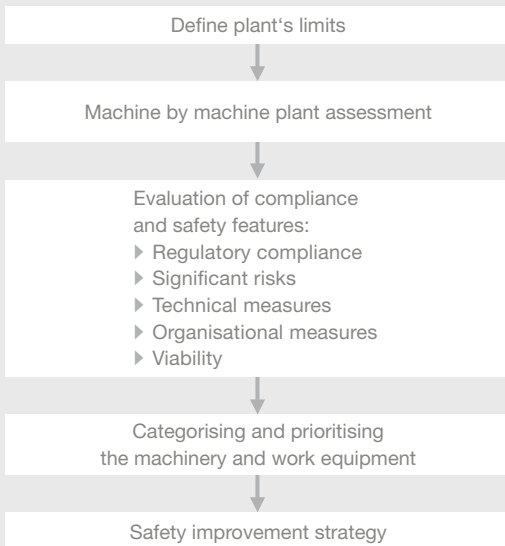 Define plant‘s limits
Machine by machine plant assessment
Evaluation of compliance
and safety features:
Regulatory compliance
Significant risks
Technical measures
Organisational measures
Viability
Categorising and prioritising
the machinery and work equipment
Safety improvement strategy